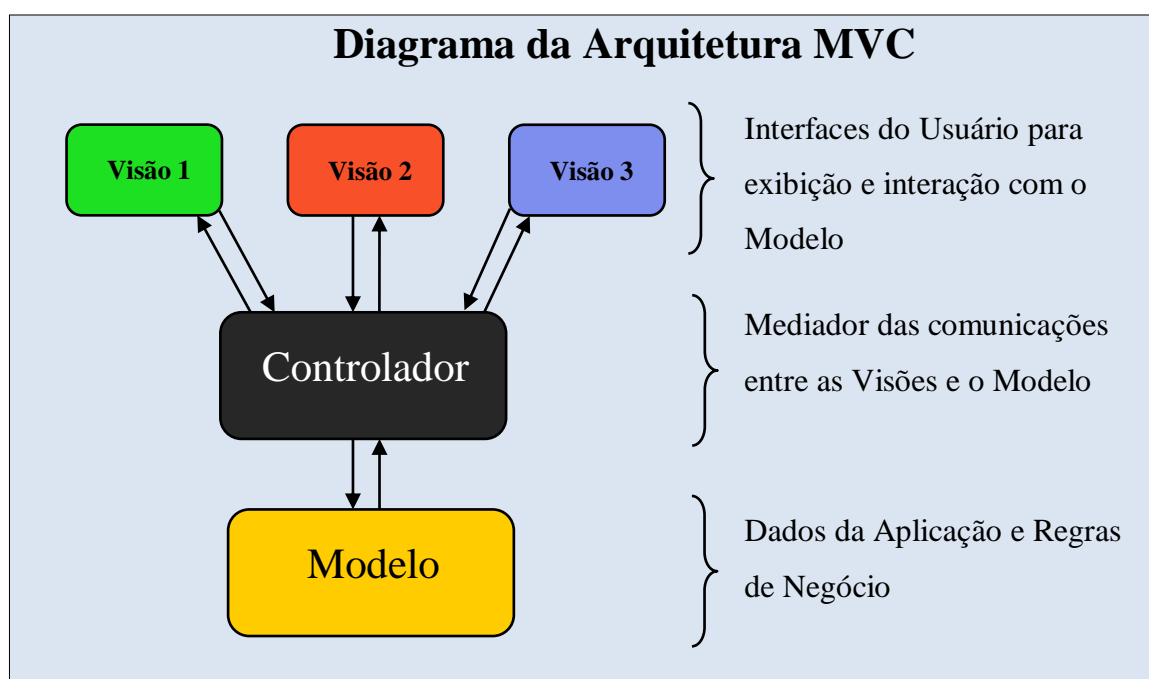 Diagrama da Arquitetura MVC
Visão 1
Visão 2
Visão 3
Interfaces do Usuário para
exibição e interação com o
Modelo
Controlador
Mediador das comunicações
entre as Visões e o Modelo
Modelo
Dados da Aplicação e Regras
de Negócio